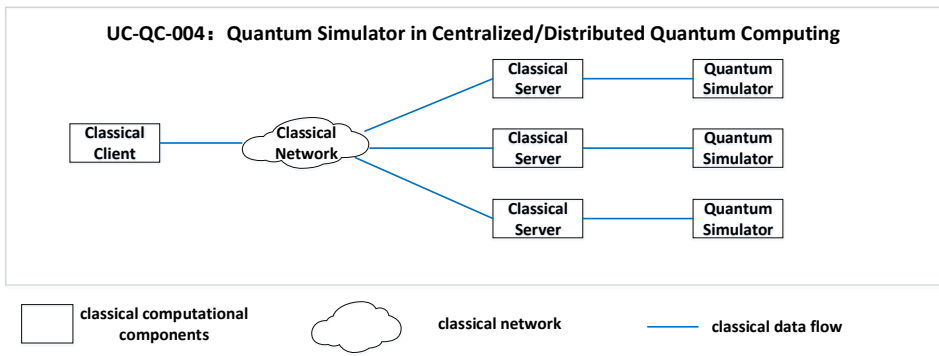 UC-QC-004：Quantum Simulator in Centralized/Distributed Quantum Computing
Classical
Server
Quantum
Simulator
Classical
Client
Classical
Network
Classical
Server
Quantum
Simulator
Classical
Server
Quantum
Simulator
classical computational
components
classical network
classical data flow